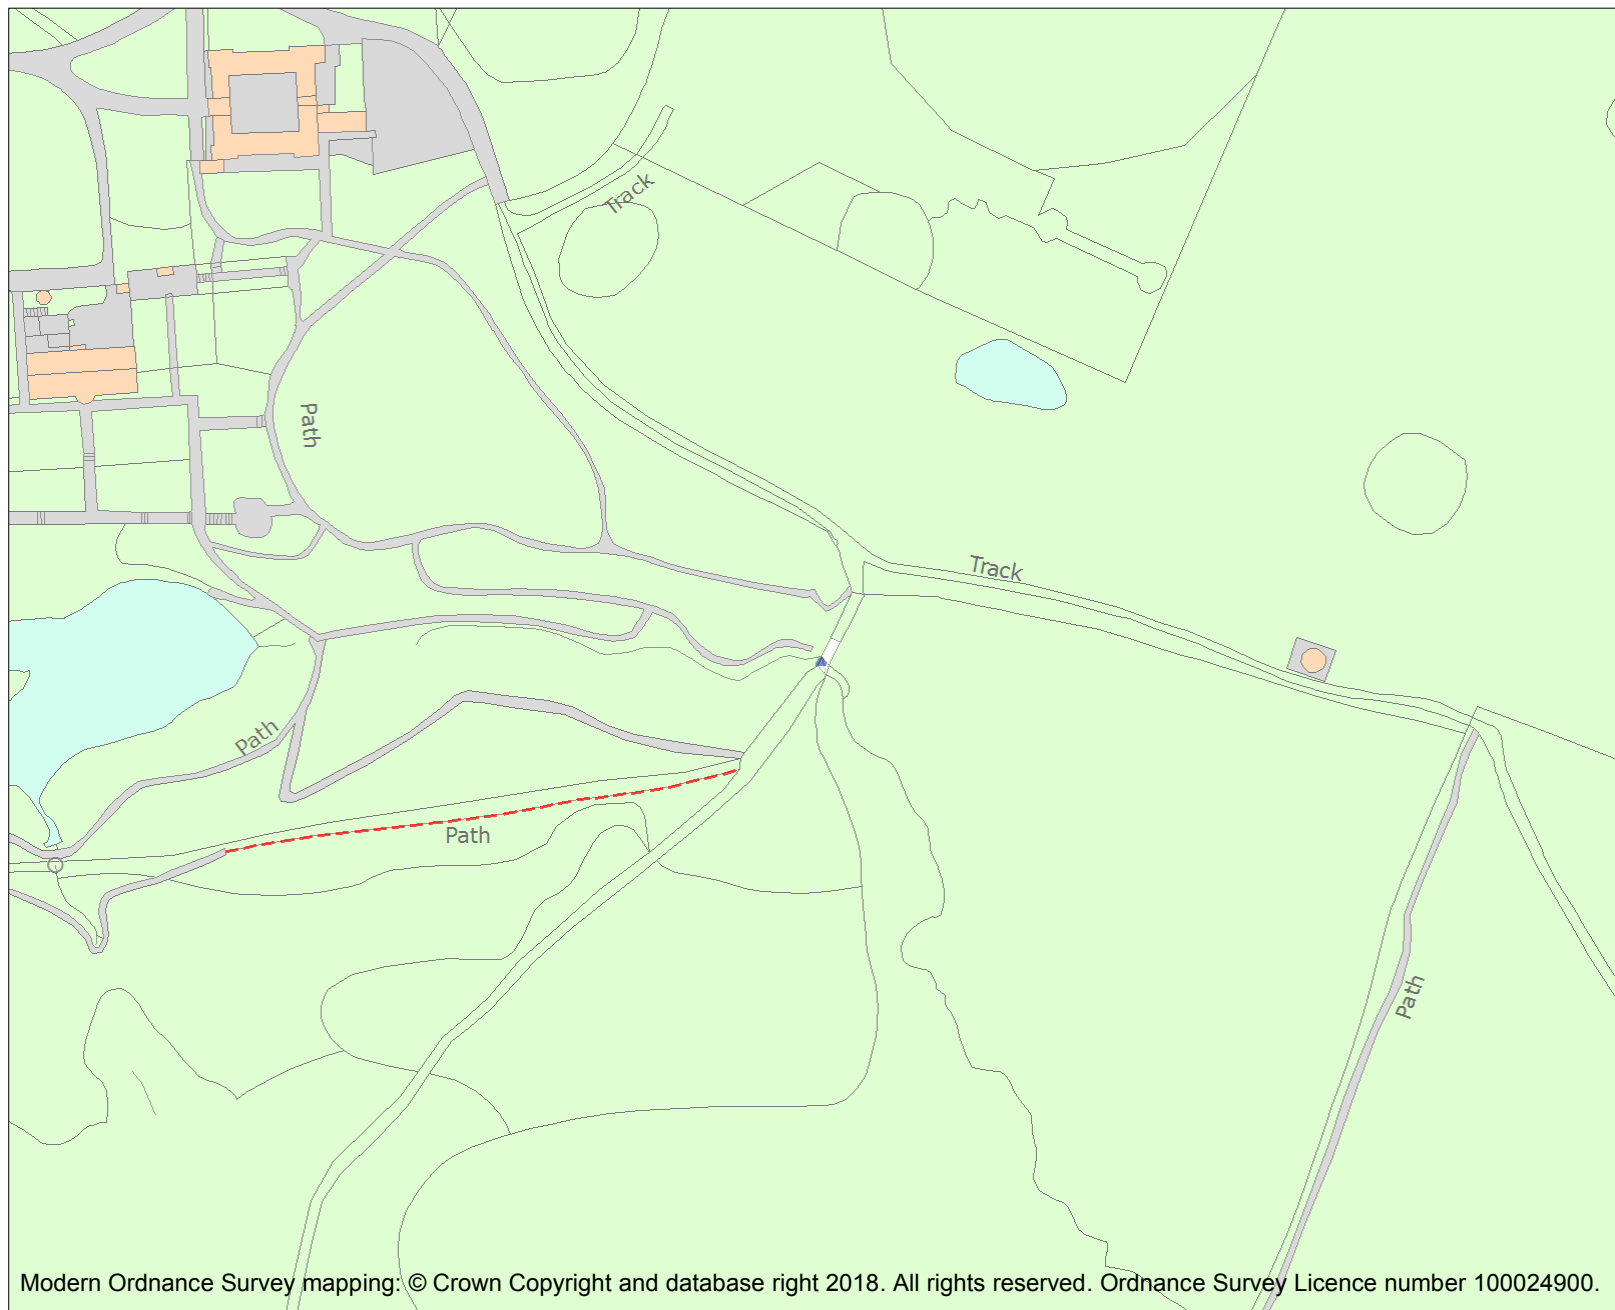 Track
Path
Track
Path
Path
Path
Modern Ordnance Survey mapping: © Crown Copyright and database right 2018. All rights reserved. Ordnance Survey Licence number 100024900.